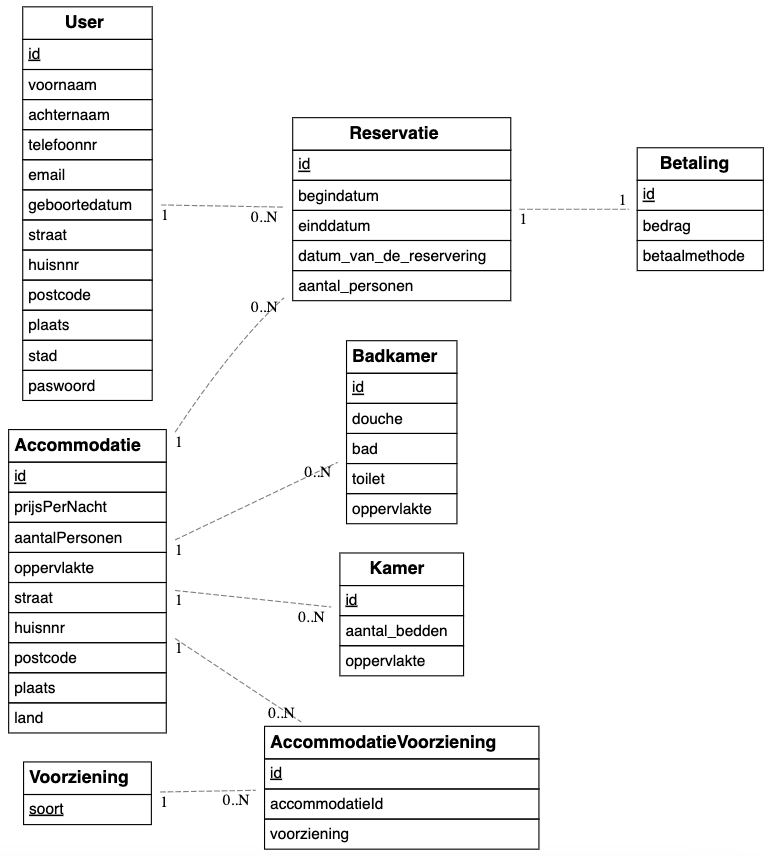 User
id
voornaam
achternaam
telefoonnr
email
geboortedatum
straat
huisnnr
postcode
plaats
stad
paswoord
1
0..N
Reservatie
id
begindatum
einddatum
datum_van_de_reservering
aantal_personen
1
1
Betaling
id
bedrag
betaalmethode
0..N
1
Accommodatie
id
prijsPerNacht
aantalPersonen
oppervlakte
straat
huisnnr
postcode
plaats
land
Badkamer
id
douche
bad
toilet
oppervlakte
0..N
1
Kamer
id
aantal_bedden
oppervlakte
1
0..N
1
0..N
AccommodatieVoorziening
id
accommodatieId
voorziening
Voorziening
soort
1
0..N